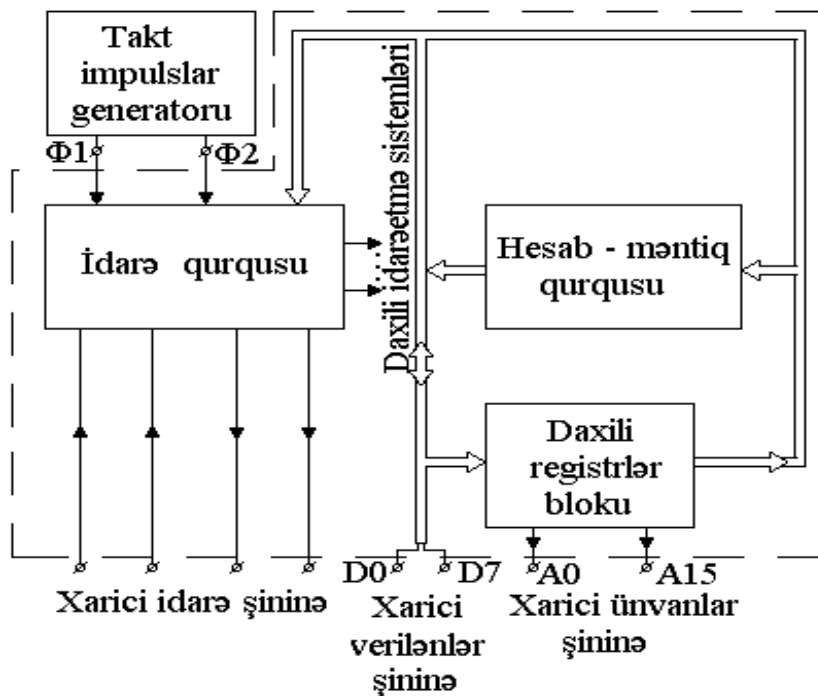 Takt
impulslar
generatoru
Φ1
Φ2
İdarə qurqusu
Daxili idarəetmə sistemləri
Hesab - məntiq
qurqusu
Daxili
registrlər
bloku
D0
D7
A0
A15
Xarici idarə şininə
Xarici
verilənlər
şininə
Xarici ünvanlar
şininə